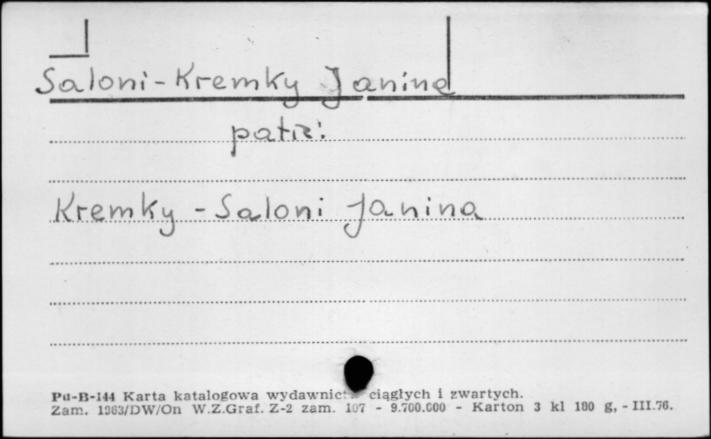 Saloni-Kremky Janina
patrz:
Kremky-Saloni Janina
Pu-B-144 Karta katalogowa wydawnictw ciągłych i zwartych.
Zam. 1963/DW/On W.Z.Graf. Z-2 zam. 107 - 9.700.000 - Karton 3 kl 180 g, - III.76.